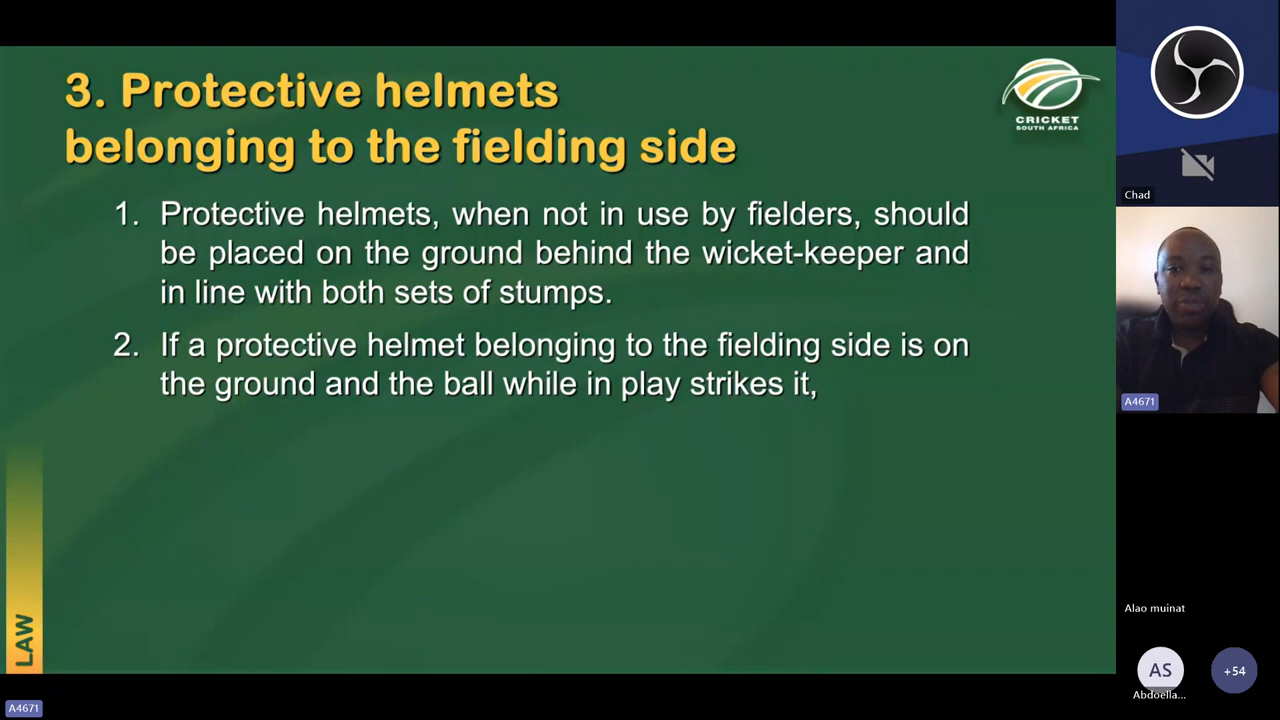 3. Protective helmets
belonging to the fielding side
CRICKET
SOUTH AFRICA
1. Protective helmets, when not in use by fielders, should
be placed on the ground behind the wicket-keeper and
in line with both sets of stumps.
2. If a protective helmet belonging to the fielding side is on
the ground and the ball while in play strikes it,
LAW
A4671
Chad
A4671
Alao muinat
AS
Abdoella...
+54